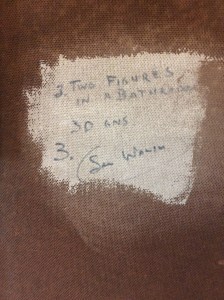 2. TWO FIGURES
IN A BATHROOM
30 GNS
3.